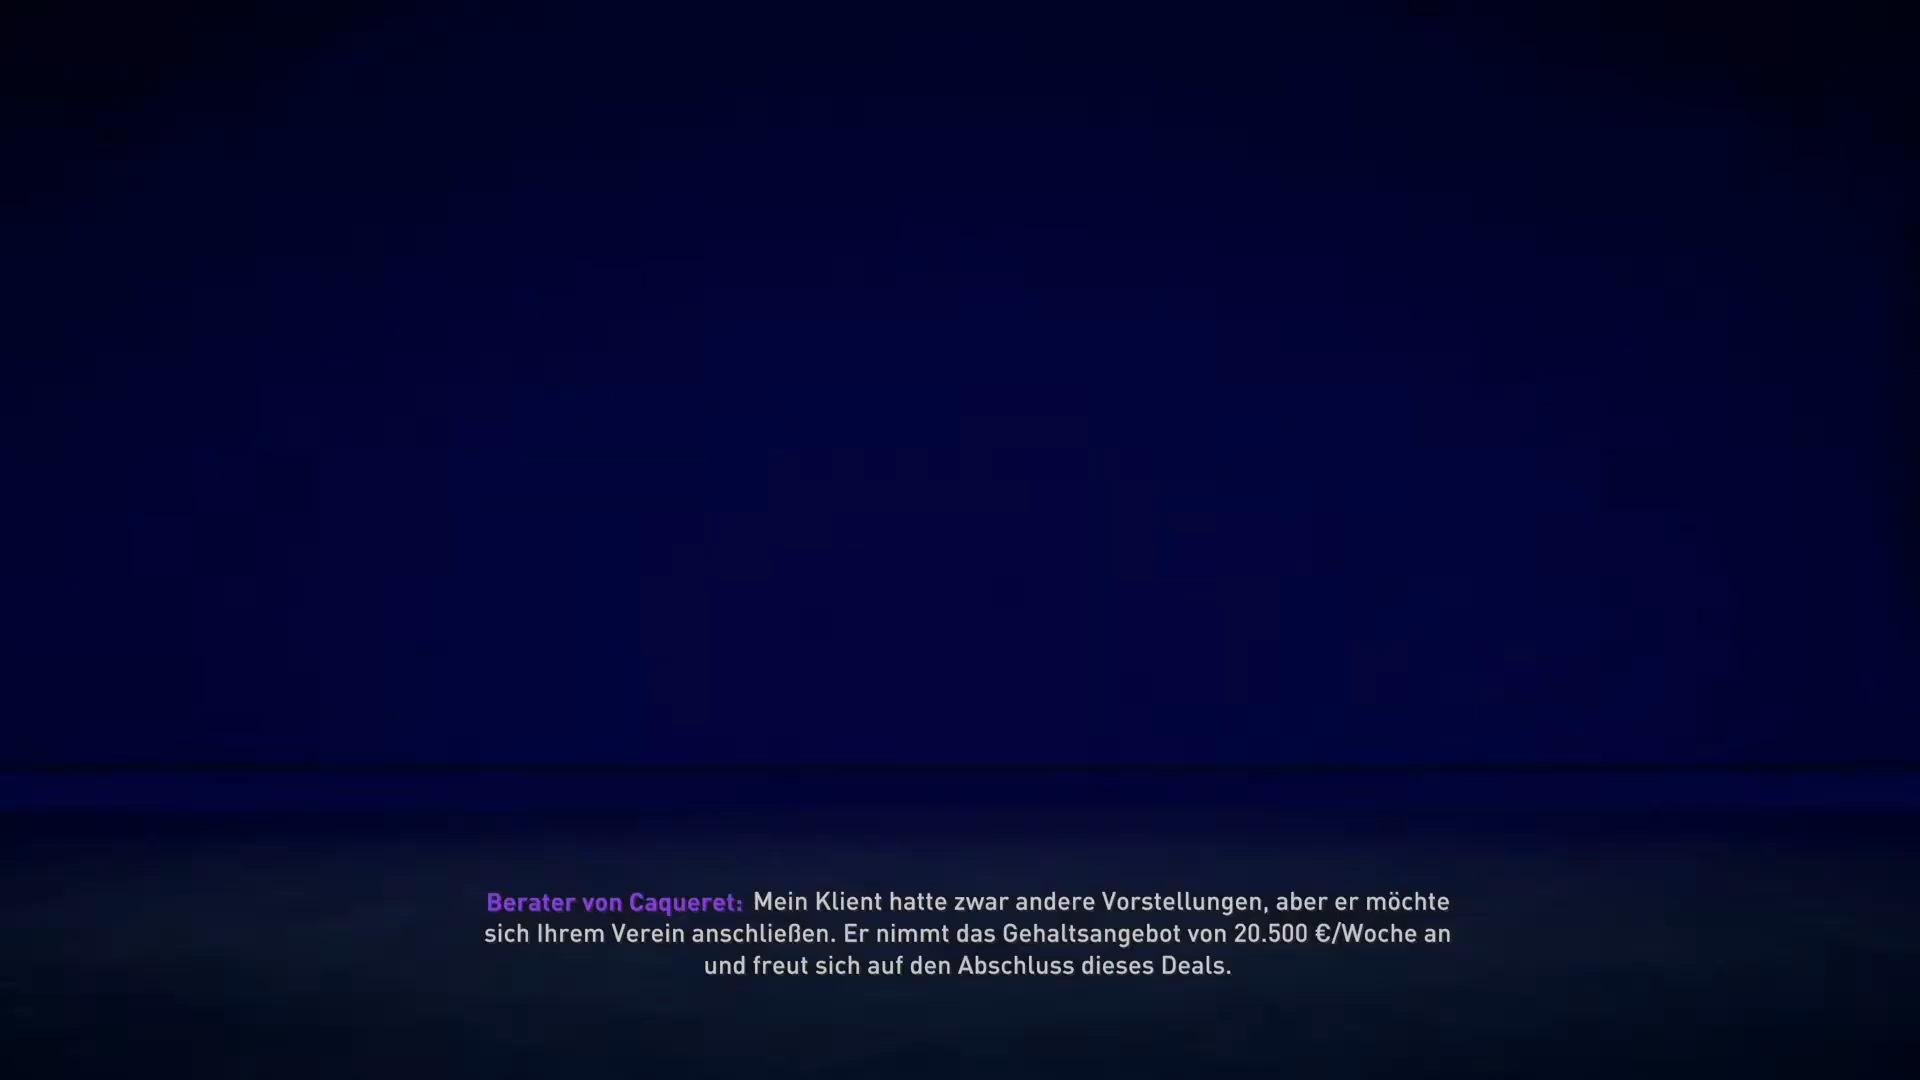 Berater von Caqueret: Mein Klient hatte zwar andere Vorstellungen, aber er möchte
sich Ihrem Verein anschließen. Er nimmt das Gehaltsangebot von 20.500 €/Woche an
und freut sich auf den Abschluss dieses Deals.